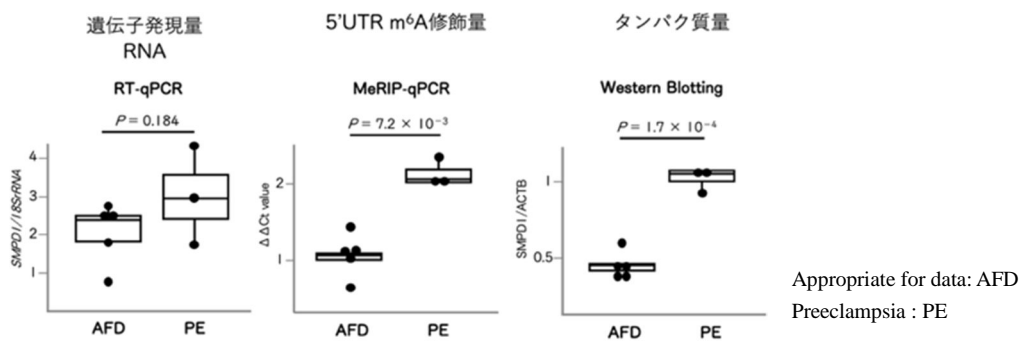 遺伝子発現量
RNA
RT-qPCR
P = 0.184
SMPD1/18SrRNA
4
3
2
1
AFD PE
5'UTR m⁶A修飾量
MeRIP-qPCR
P = 7.2 × 10⁻³
ΔΔCt value
2
1
AFD PE
タンパク質量
Western Blotting
P = 1.7 × 10⁻⁴
SMPD1/ACTB
1
0.5
AFD PE
Appropriate for data: AFD
Preeclampsia : PE